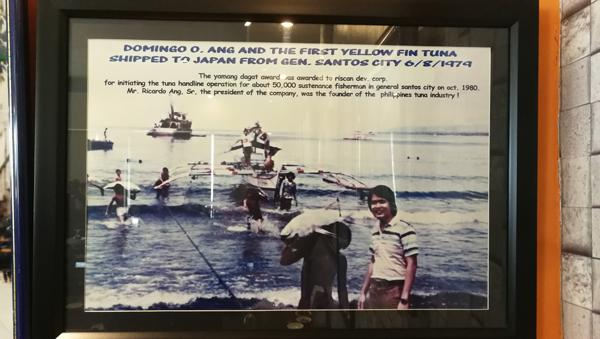 DOMINGO O. ANG AND THE FIRST YELLOW FIN TUNA
SHIPPED TO JAPAN FROM GEN. SANTOS CITY 6/8/1979
The yamang dagat award was awarded to riscan dev. corp.
for initiating the tuna handline operation for about 50,000 sustenance fisherman in general santos city on oct. 1980.
Mr. Ricardo Ang, Sr, the president of the company, was the founder of the philipines tuna industry !